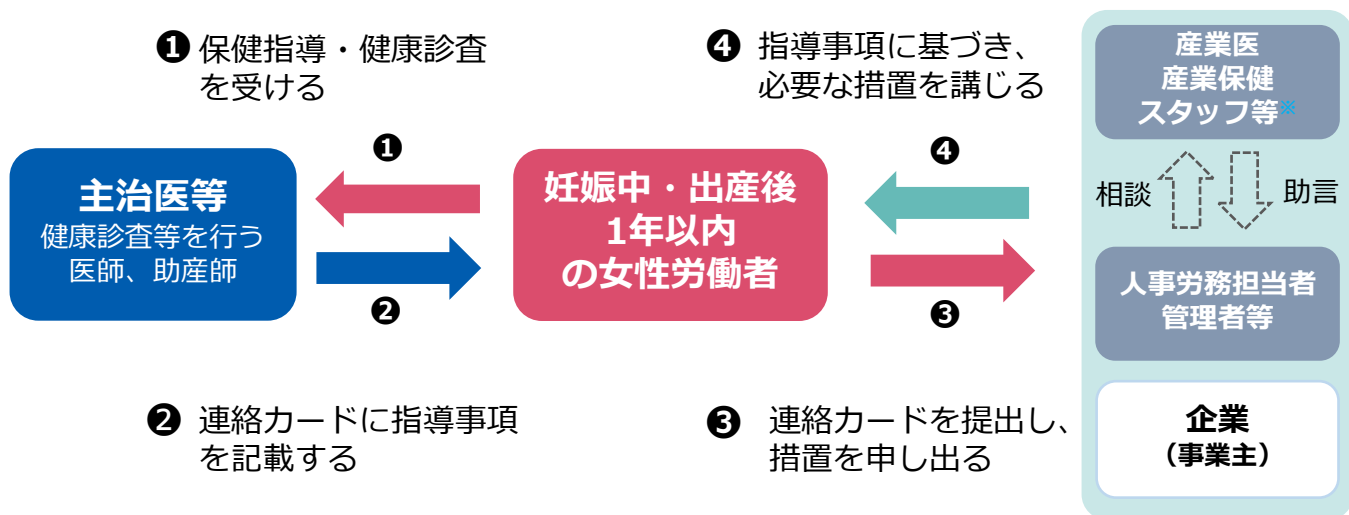 ❶ 保健指導・健康診査
を受ける
❹ 指導事項に基づき、
必要な措置を講じる
産業医
産業保健
スタッフ等※
❶
❹
主治医等
健康診査等を行う
医師、助産師
妊娠中・出産後
1年以内
の女性労働者
相談
助言
❷
❸
人事労務担当者
管理者等
❷ 連絡カードに指導事項
を記載する
❸ 連絡カードを提出し、
措置を申し出る
企業
（事業主）